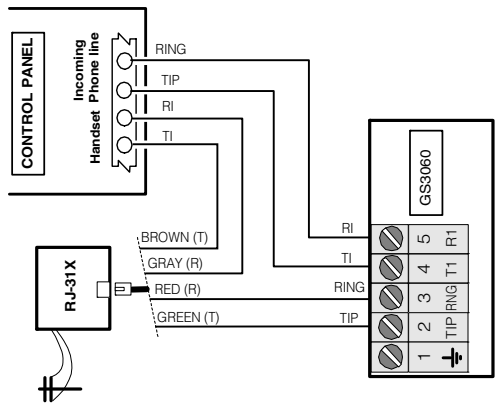 CONTROL PANEL
Incoming
Handset Phone line
RING
TIP
RI
TI
BROWN (T)
GRAY (R)
RED (R)
GREEN (T)
RJ-31X
GS3060
RI
TI
RING
TIP
5 R1
4 T1
3 RNG
2 TIP
1